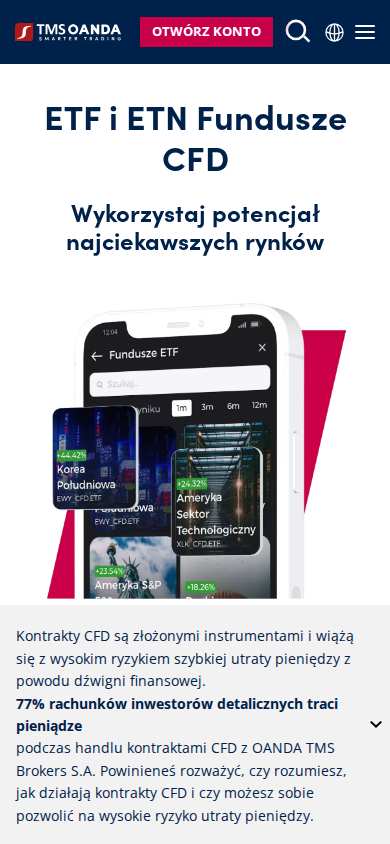 TMS OANDA
SMARTER TRADING
OTWÓRZ KONTO
ETF i ETN Fundusze
CFD
Wykorzystaj potencjał
najciekawszych rynków
12:04
Fundusze ETF
Szukaj...
ynku
1m
3m
6m
12m
+44.42%
Korea
Południowa
EWY_CFD.ETF
Południowa
EWY_CFD.ETF
+24.32%
Ameryka
Sektor
Technologiczny
XLK_CFD.ETF
+23.54%
Ameryka S&P
+18.26%
Kontrakty CFD są złożonymi instrumentami i wiążą
się z wysokim ryzykiem szybkiej utraty pieniędzy z
powodu dźwigni finansowej.
77% rachunków inwestorów detalicznych traci
pieniądze
podczas handlu kontraktami CFD z OANDA TMS
Brokers S.A. Powinieneś rozważyć, czy rozumiesz,
jak działają kontrakty CFD i czy możesz sobie
pozwolić na wysokie ryzyko utraty pieniędzy.